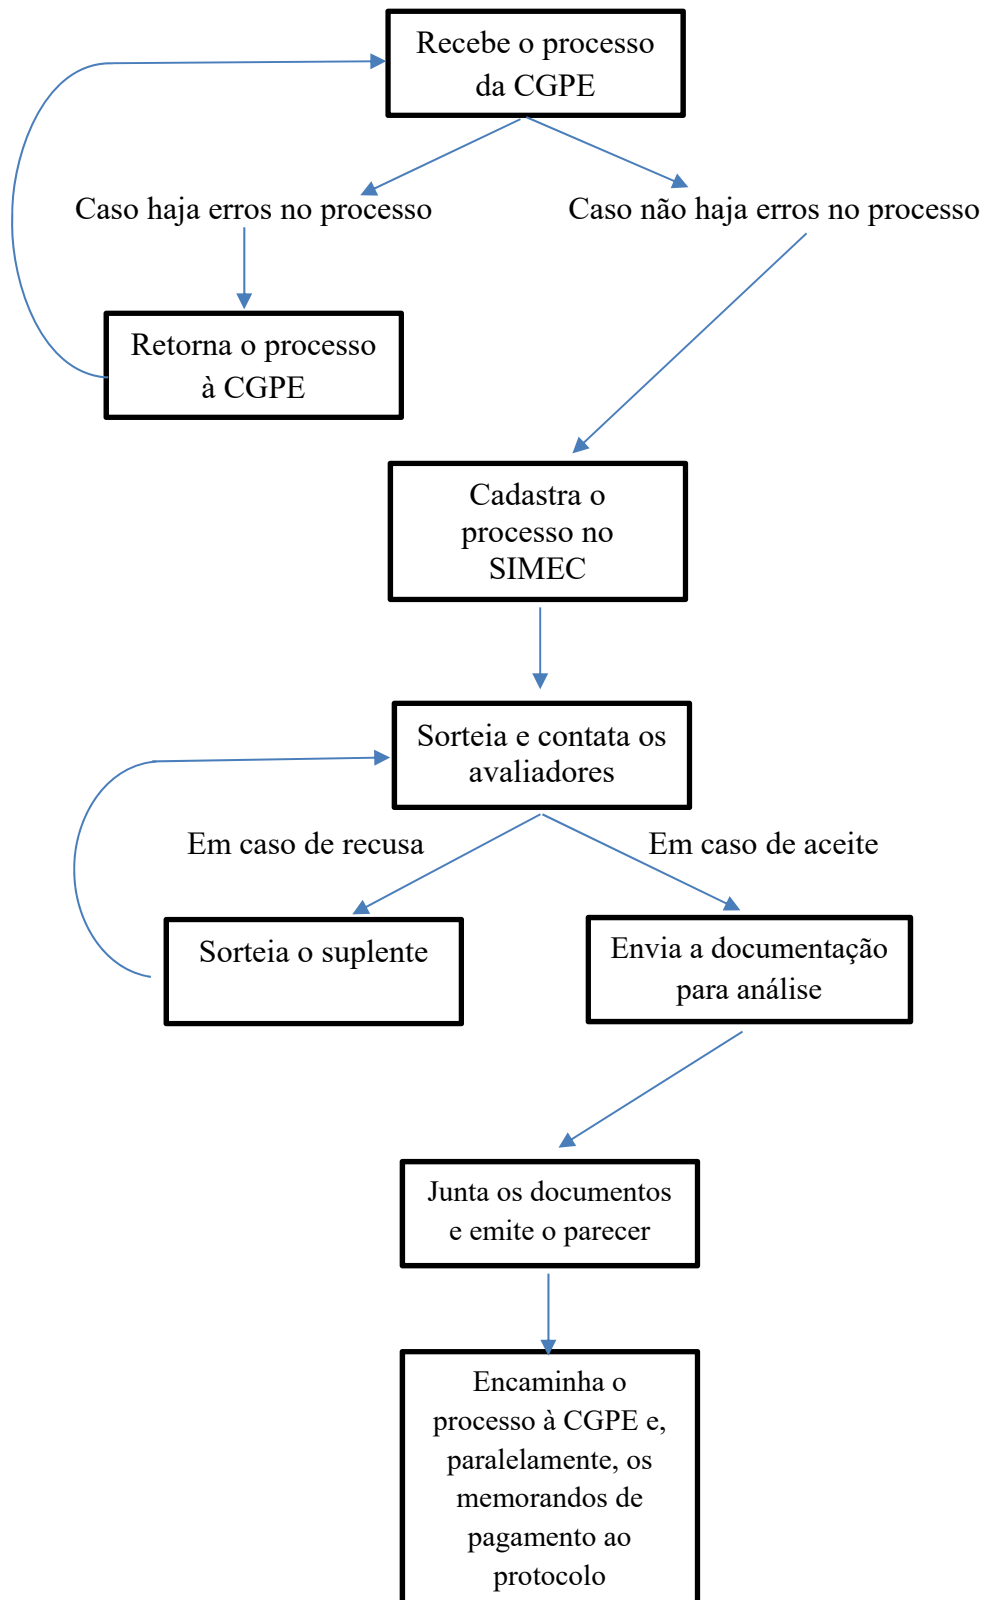 Recebe o processo
da CGPE
Caso haja erros no processo
Caso não haja erros no processo
Retorna o processo
à CGPE
Cadastra o
processo no
SIMEC
Sorteia e contata os
avaliadores
Em caso de recusa
Em caso de aceite
Sorteia o suplente
Envia a documentação
para análise
Junta os documentos
e emite o parecer
Encaminha o
processo à CGPE e,
paralelamente, os
memorandos de
pagamento ao
protocolo